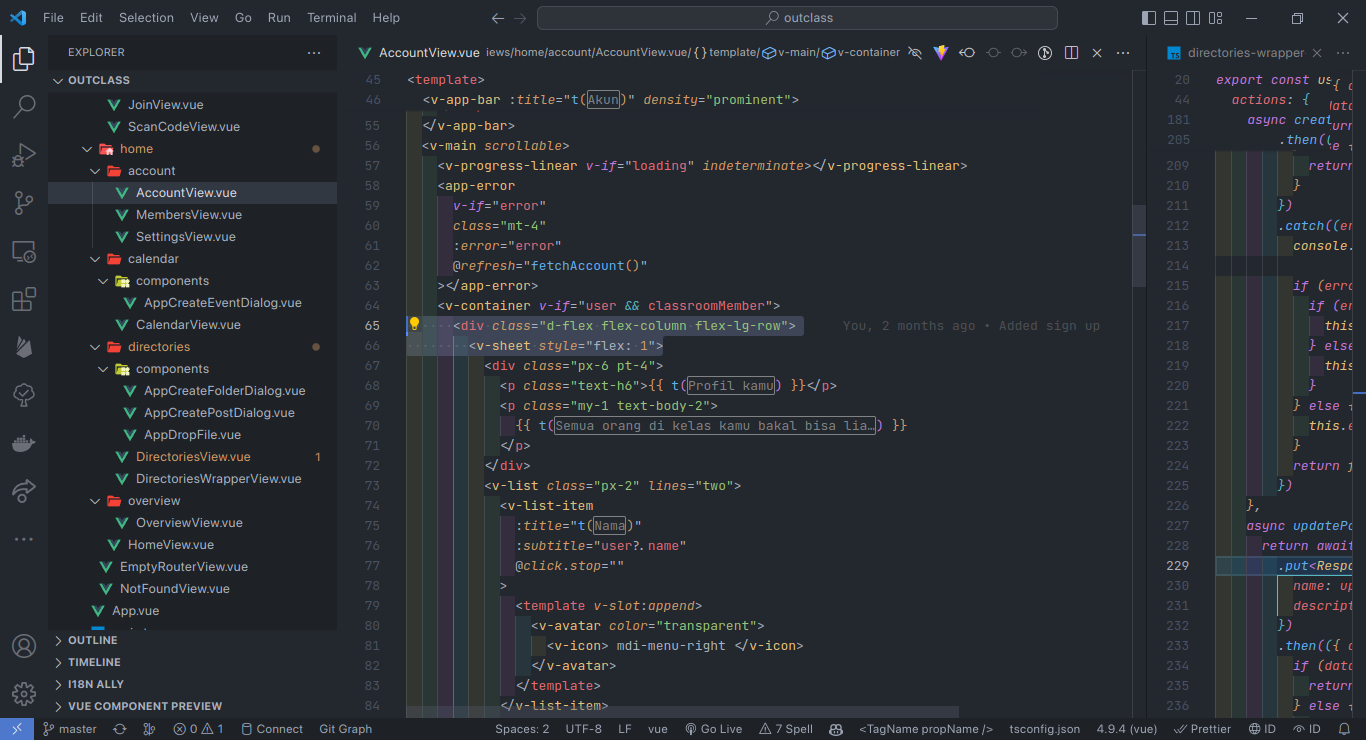 File Edit Selection View Go Run Terminal Help
outclass
EXPLORER
OUTCLASS
JoinView.vue
ScanCodeView.vue
home
account
AccountView.vue
MembersView.vue
SettingsView.vue
calendar
components
AppCreateEventDialog.vue
CalendarView.vue
directories
components
AppCreateFolderDialog.vue
AppCreatePostDialog.vue
AppDropFile.vue
DirectoriesView.vue 1
DirectoriesWrapperView.vue
overview
OverviewView.vue
HomeView.vue
EmptyRouterView.vue
NotFoundView.vue
App.vue
OUTLINE
TIMELINE
I18N ALLY
VUE COMPONENT PREVIEW
AccountView.vue iews/home/account/AccountView.vue/{}template/v-main/v-container
45 <template>
46 <v-app-bar :title="t(Akun)" density="prominent">
55 </v-app-bar>
56 <v-main scrollable>
57 <v-progress-linear v-if="loading" indeterminate></v-progress-linear>
58 <app-error
59 v-if="error"
60 class="mt-4"
61 :error="error"
62 @refresh="fetchAccount()"
63 ></app-error>
64 <v-container v-if="user && classroomMember">
65 <div class="d-flex flex-column flex-lg-row"> You, 2 months ago • Added sign up
66 <v-sheet style="flex: 1">
67 <div class="px-6 pt-4">
68 <p class="text-h6">{{ t(Profil kamu) }}</p>
69 <p class="my-1 text-body-2">
70 {{ t(Semua orang di kelas kamu bakal bisa lia…) }}
71 </p>
72 </div>
73 <v-list class="px-2" lines="two">
74 <v-list-item
75 :title="t(Nama)"
76 :subtitle="user?.name"
77 @click.stop=""
78 >
79 <template v-slot:append>
80 <v-avatar color="transparent">
81 <v-icon> mdi-menu-right </v-icon>
82 </v-avatar>
83 </template>
84 </v-list-item>
directories-wrapper
20 export const us
44 actions: {
181 async creat
205 .then((
209 return
210 }
211 })
212 .catch((er
213 console.
214
215 if (erro
216 if (er
217 this
218 } else
219 this
220 }
221 } else
222 this.e
223 }
224 return
225 })
226 },
227 async updatePo
228 return await
229 .put<Respo
230 name: up
231 descript
232 })
233 .then(({ d
234 if (data
235 return
236 } else
master 0 1 Connect Git Graph Spaces: 2 UTF-8 LF vue Go Live 7 Spell <TagName propName /> tsconfig.json 4.9.4 (vue) Prettier ID ID